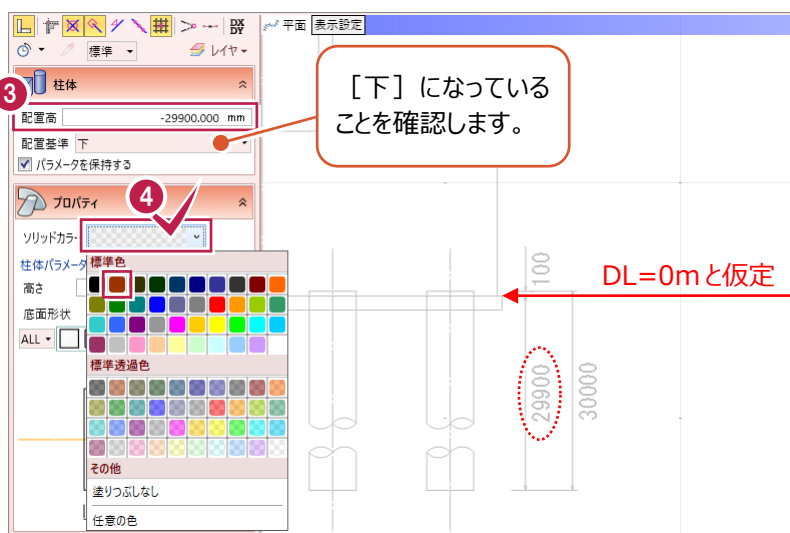 DX
DY
平面
表示設定
標準
レイヤ
3
柱体
配置高
-29900.000 mm
配置基準
下
パラメータを保持する
[下]になっている
ことを確認します。
4
プロパティ
ソリッドカラー
標準色
柱体パラメータ
高さ
底面形状
ALL
標準透過色
その他
塗りつぶしなし
任意の色
100
DL=0mと仮定
29900
30000